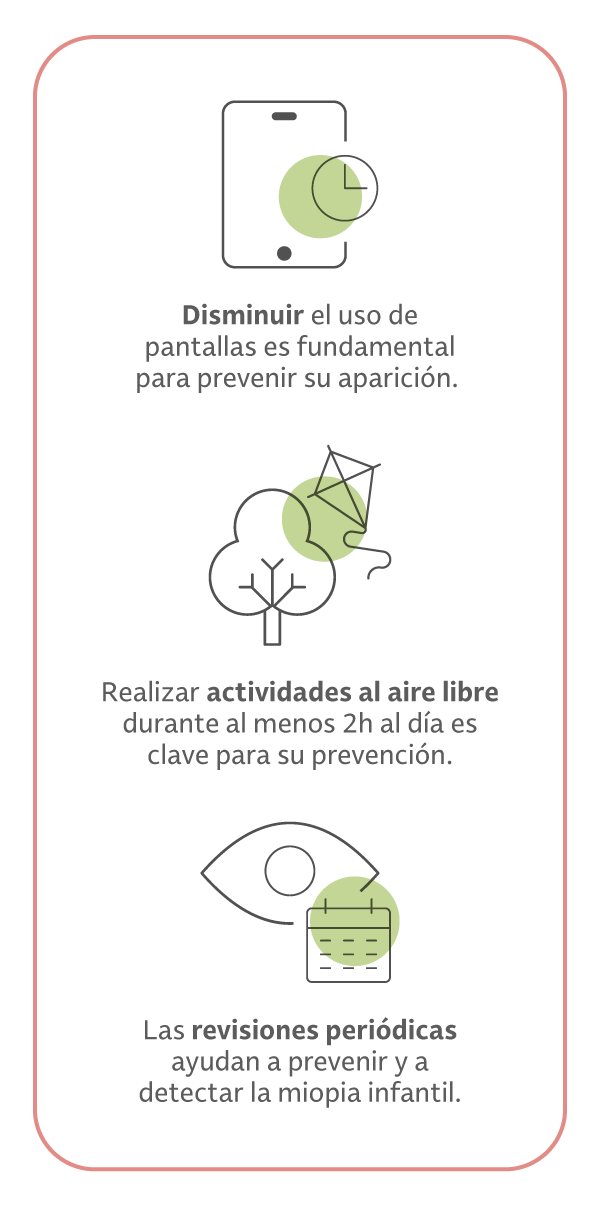 Disminuir el uso de
pantallas es fundamental
para prevenir su aparición.
Realizar actividades al aire libre
durante al menos 2h al día es
clave para su prevención.
Las revisiones periódicas
ayudan a prevenir y a
detectar la miopia infantil.